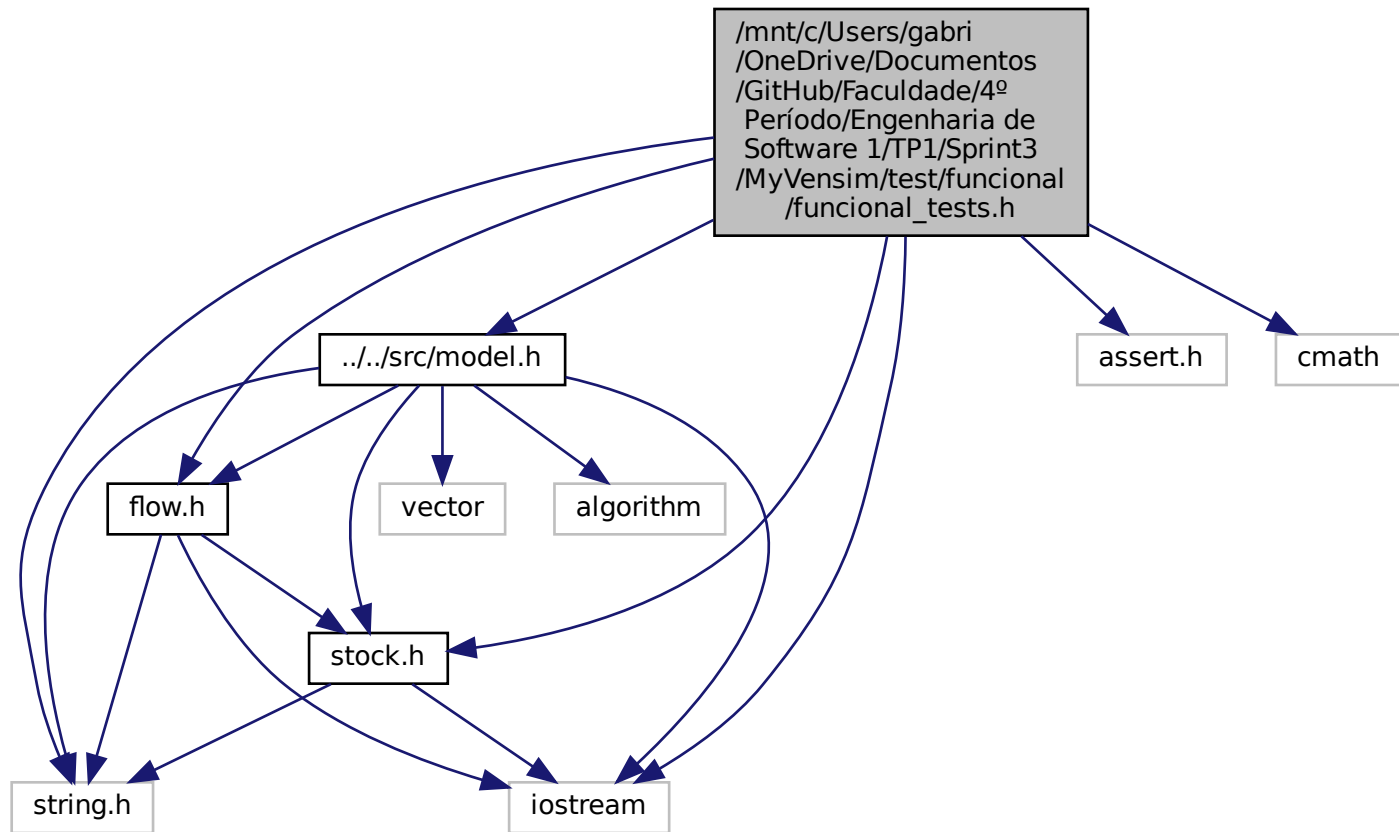 /mnt/c/Users/gabri
/OneDrive/Documentos
/GitHub/Faculdade/4º
Período/Engenharia de
Software 1/TP1/Sprint3
/MyVensim/test/funcional
/funcional_tests.h
../../src/model.h
assert.h
cmath
flow.h
vector
algorithm
stock.h
string.h
iostream